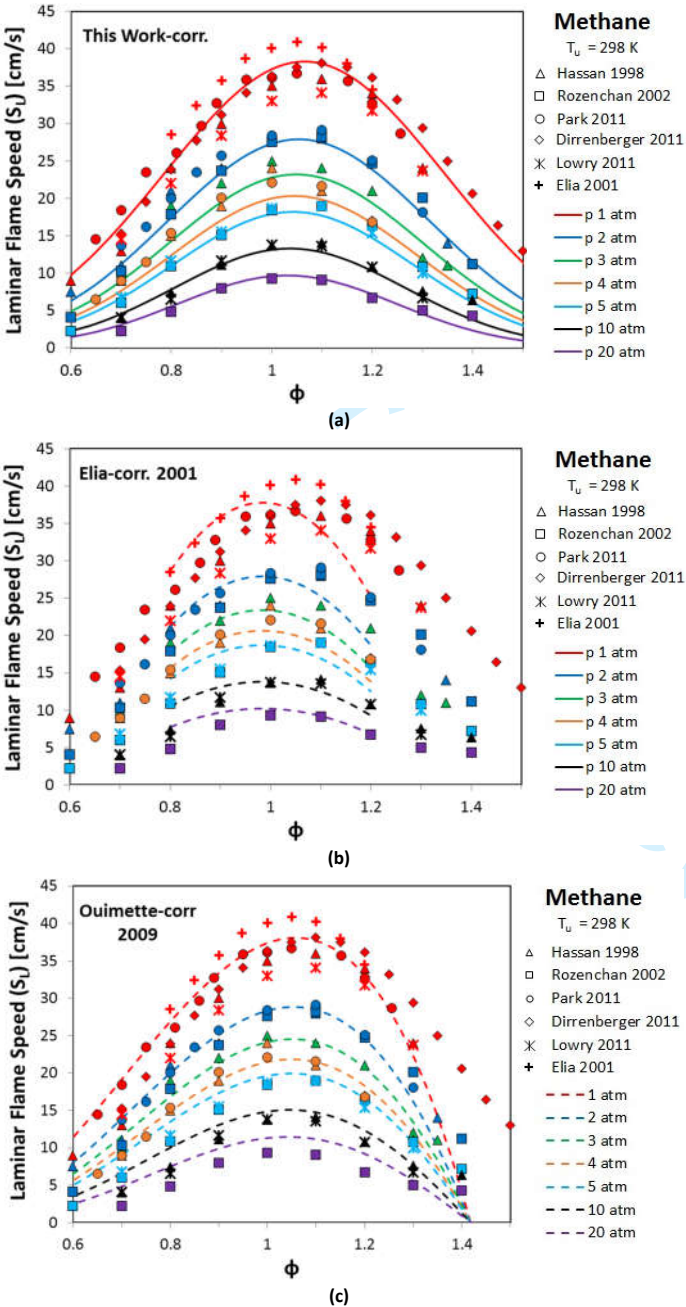 (a)
This Work-corr.
Laminar Flame Speed (SL) [cm/s]
45
40
35
30
25
20
15
10
5
0
0.6 0.8 1 1.2 1.4
ϕ
Methane
Tu = 298 K
Hassan 1998
Rozenchan 2002
Park 2011
Dirrenberger 2011
Lowry 2011
Elia 2001
p 1 atm
p 2 atm
p 3 atm
p 4 atm
p 5 atm
p 10 atm
p 20 atm
(a)
Elia-corr. 2001
Laminar Flame Speed (SL) [cm/s]
45
40
35
30
25
20
15
10
5
0
0.6 0.8 1 1.2 1.4
ϕ
Methane
Tu = 298 K
Hassan 1998
Rozenchan 2002
Park 2011
Dirrenberger 2011
Lowry 2011
Elia 2001
p 1 atm
p 2 atm
p 3 atm
p 4 atm
p 5 atm
p 10 atm
p 20 atm
(b)
Ouimette-corr
2009
Laminar Flame Speed (SL) [cm/s]
45
40
35
30
25
20
15
10
5
0
0.6 0.8 1 1.2 1.4
ϕ
Methane
Tu = 298 K
Hassan 1998
Rozenchan 2002
Park 2011
Dirrenberger 2011
Lowry 2011
Elia 2001
1 atm
2 atm
3 atm
4 atm
5 atm
10 atm
20 atm
(c)